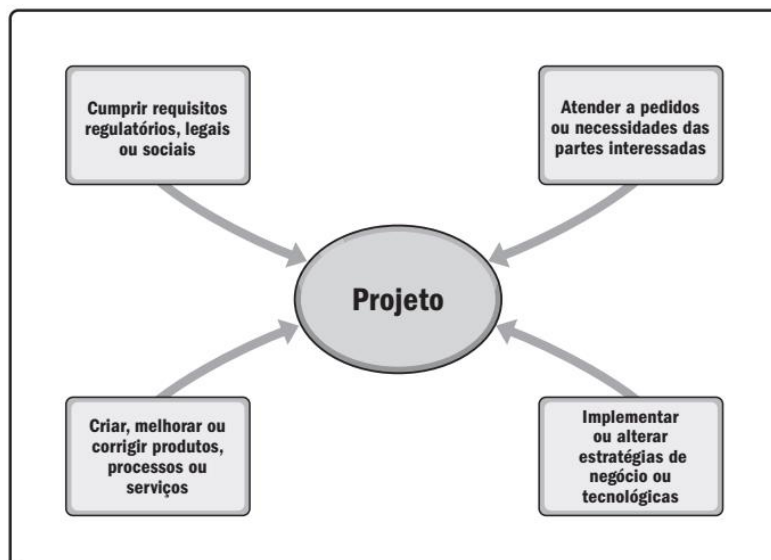 Cumprir requisitos
regulatórios, legais
ou sociais
Atender a pedidos
ou necessidades das
partes interessadas
Projeto
Criar, melhorar ou
corrigir produtos,
processos ou
serviços
Implementar
ou alterar
estratégias de
negócio ou
tecnológicas